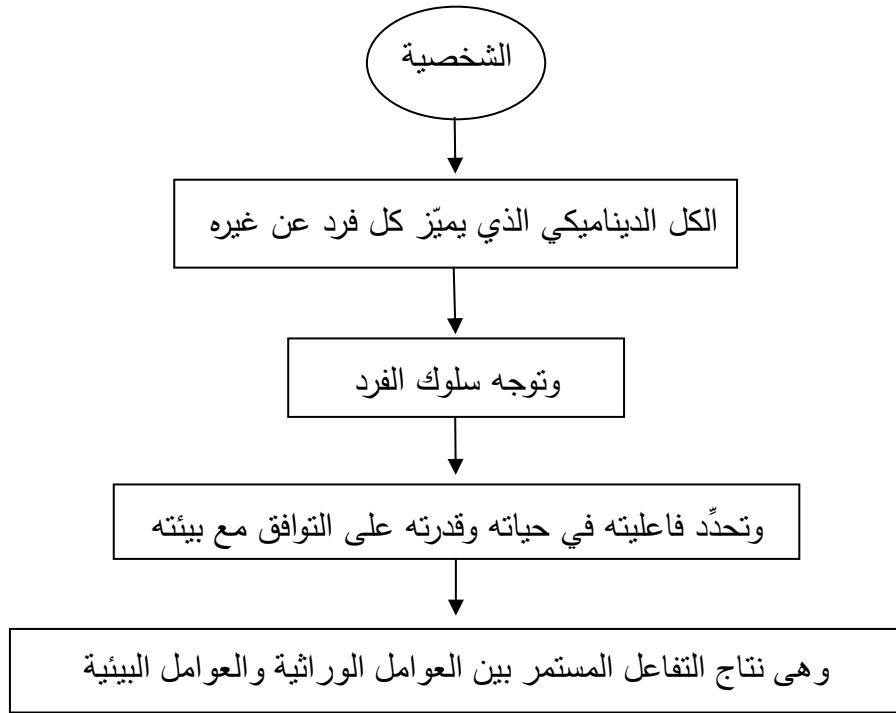 الشخصية
الكل الديناميكي الذي يميّز كل فرد عن غيره
وتوجه سلوك الفرد
وتحدِّد فاعليته في حياته وقدرته على التوافق مع بيئته
وهى نتاج التفاعل المستمر بين العوامل الوراثية والعوامل البيئية